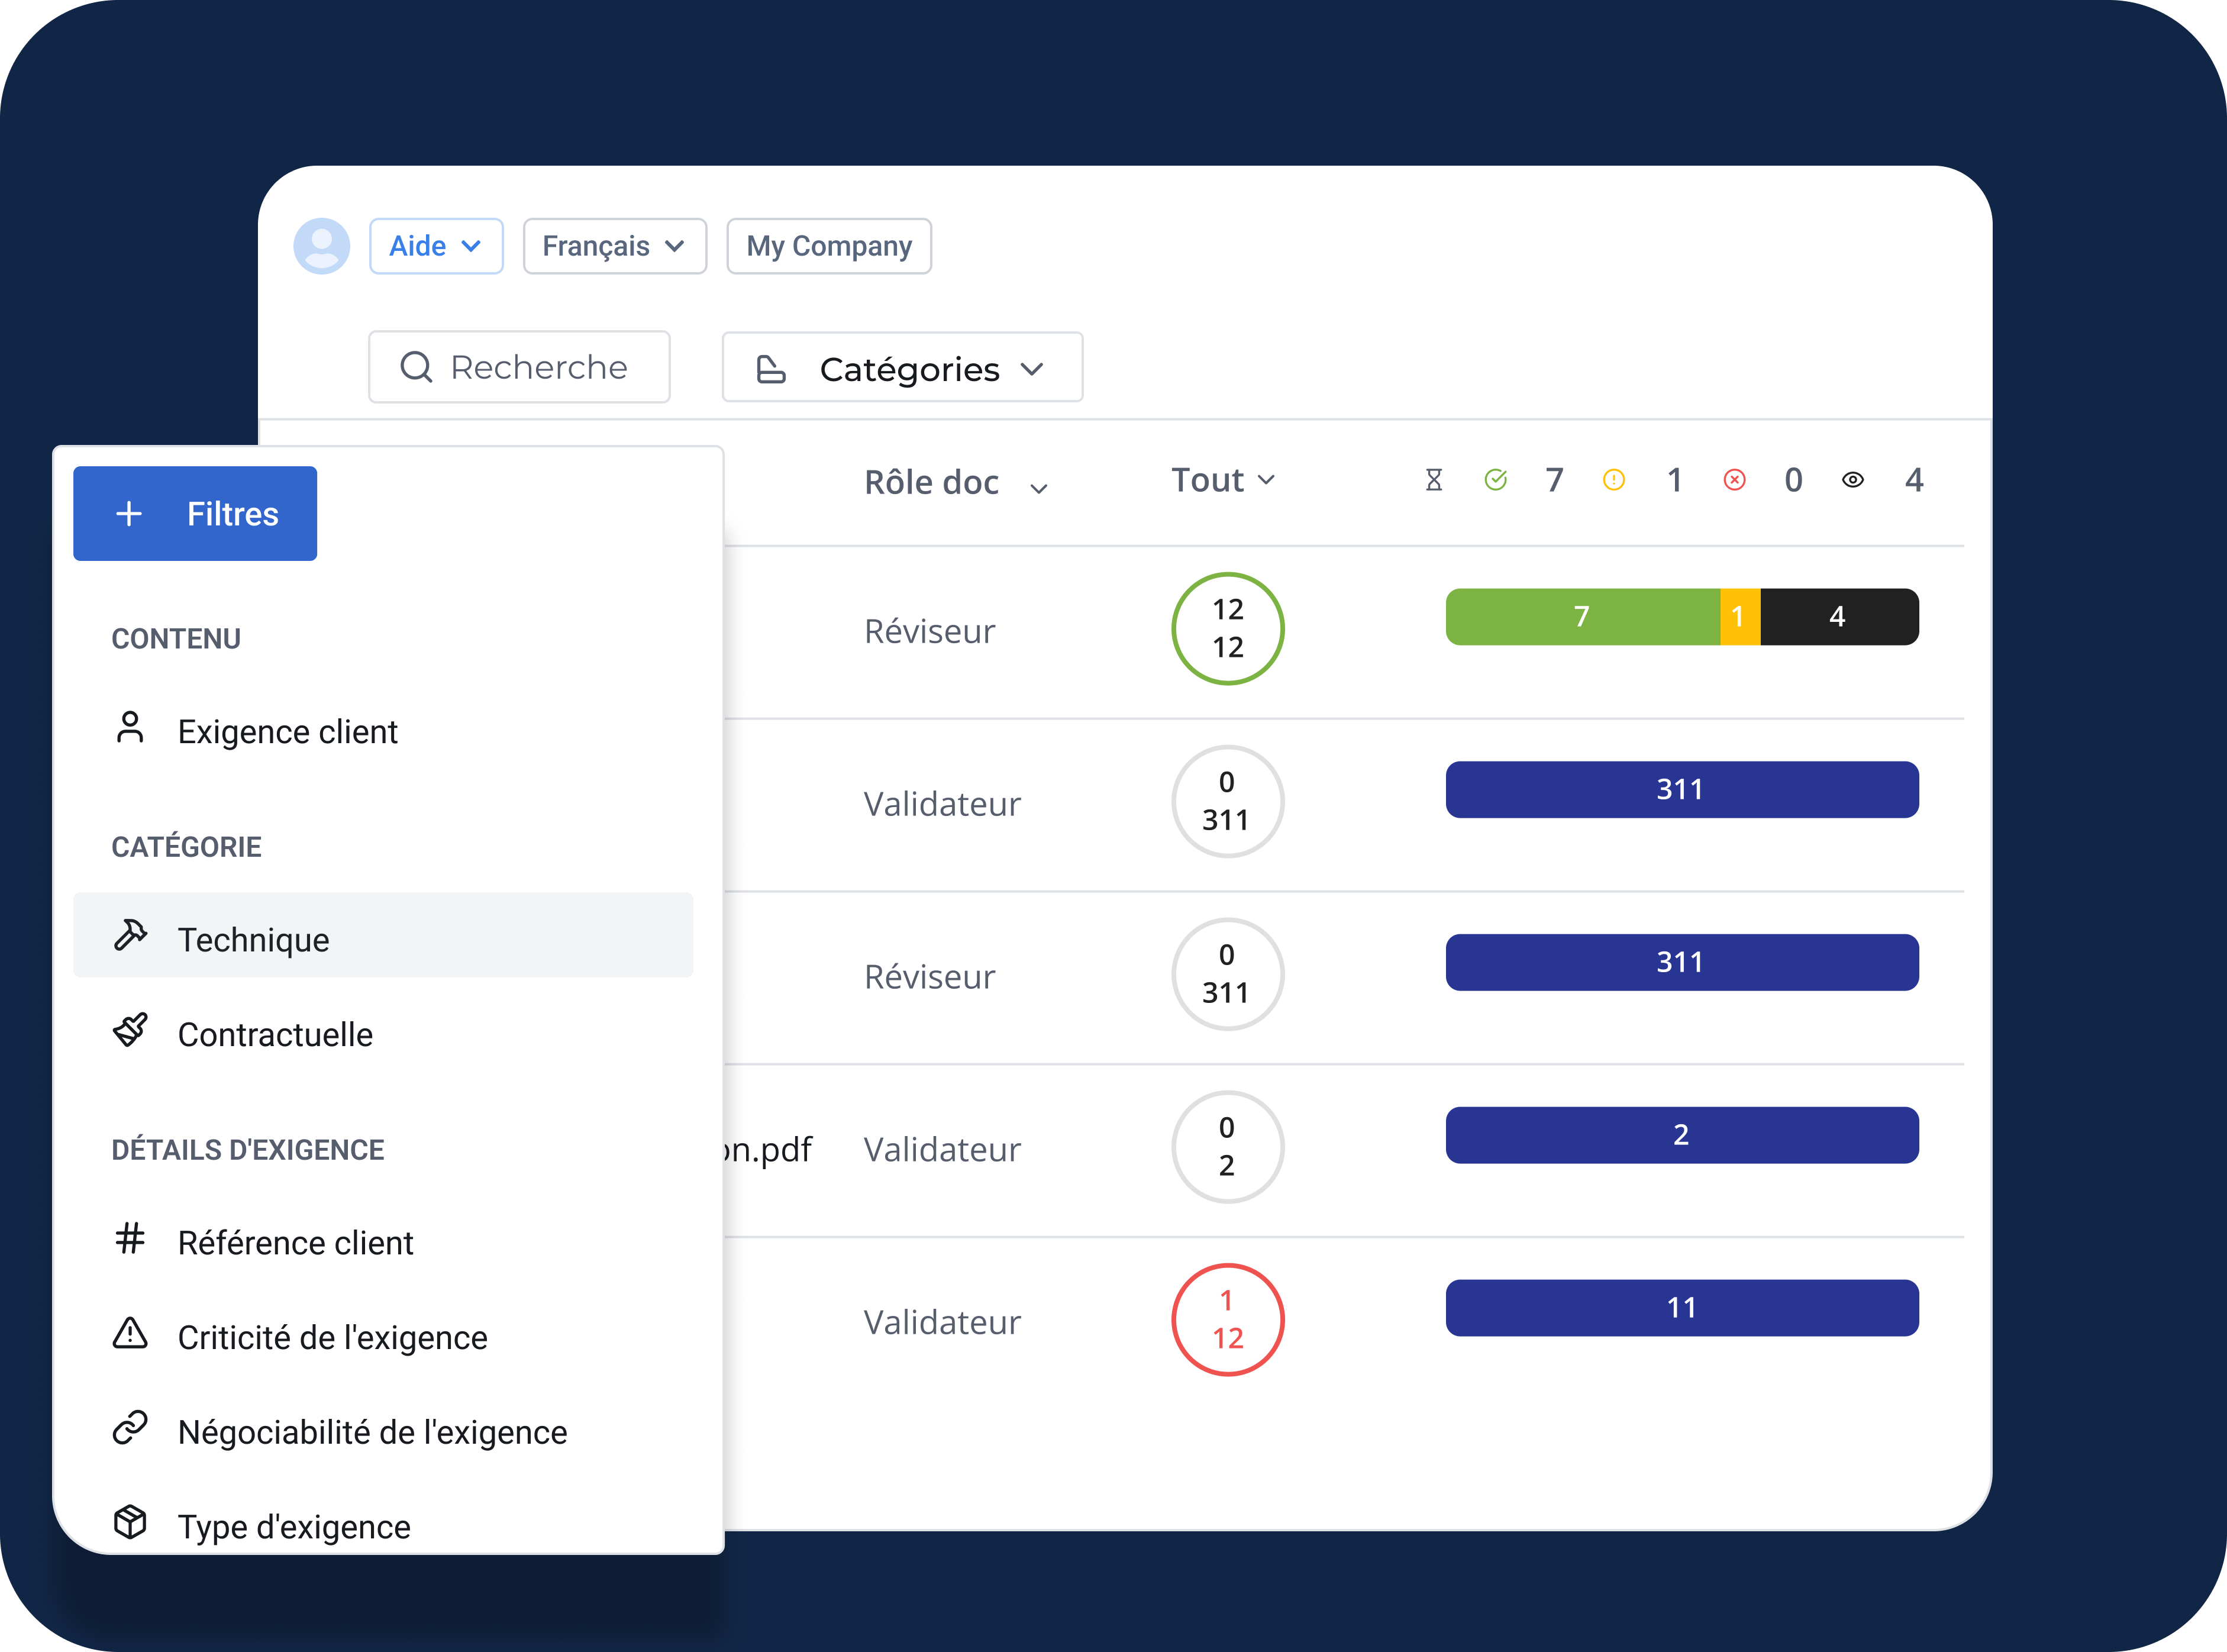 Aide
Français
My Company
Recherche
Catégories
Filtres
CONTENU
Exigence client
CATÉGORIE
Technique
Contractuelle
DÉTAILS D'EXIGENCE
Référence client
Criticité de l'exigence
Négociabilité de l'exigence
Type d'exigence
Rôle doc Tout 7 1 0 4
Réviseur 12 12 7 1 4
Validateur 0 311 311
Réviseur 0 311 311
on.pdf Validateur 0 2 2
Validateur 1 12 11